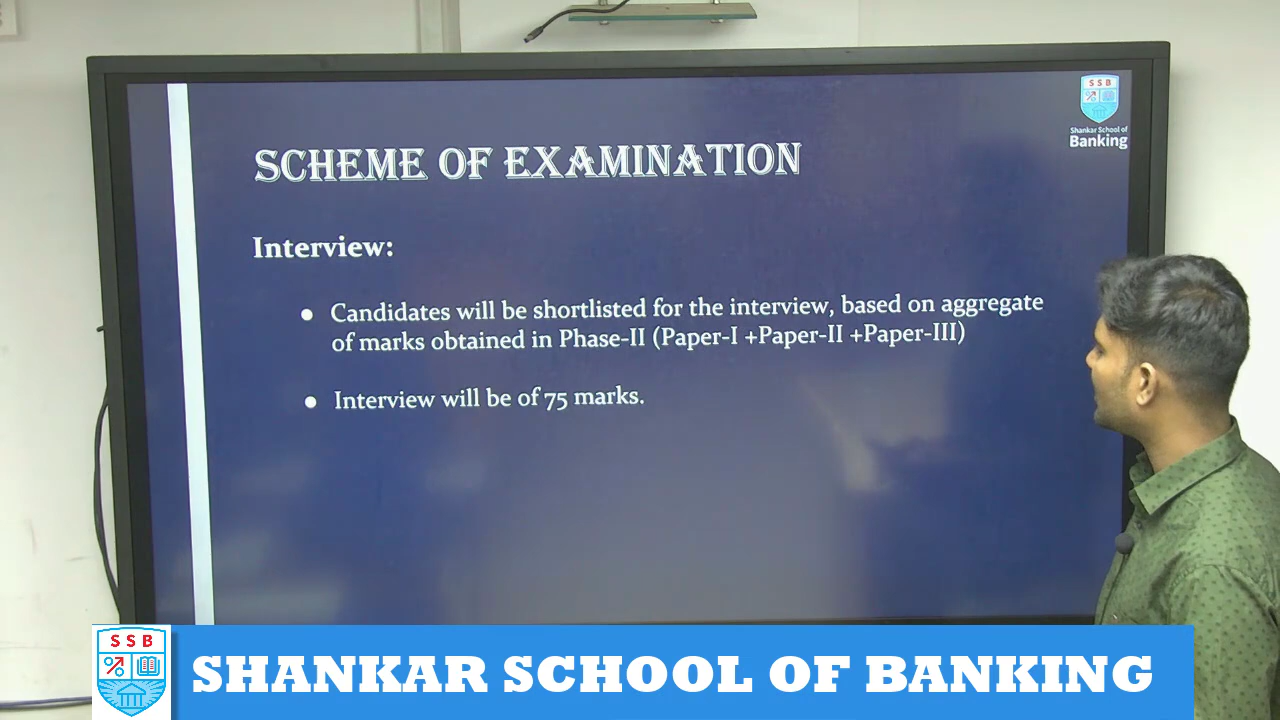 S S B
Shankar School of
Banking
SCHEME OF EXAMINATION
Interview:
● Candidates will be shortlisted for the interview, based on aggregate
of marks obtained in Phase-II (Paper-I +Paper-II +Paper-III)
● Interview will be of 75 marks.
S S B
SHANKAR SCHOOL OF BANKING